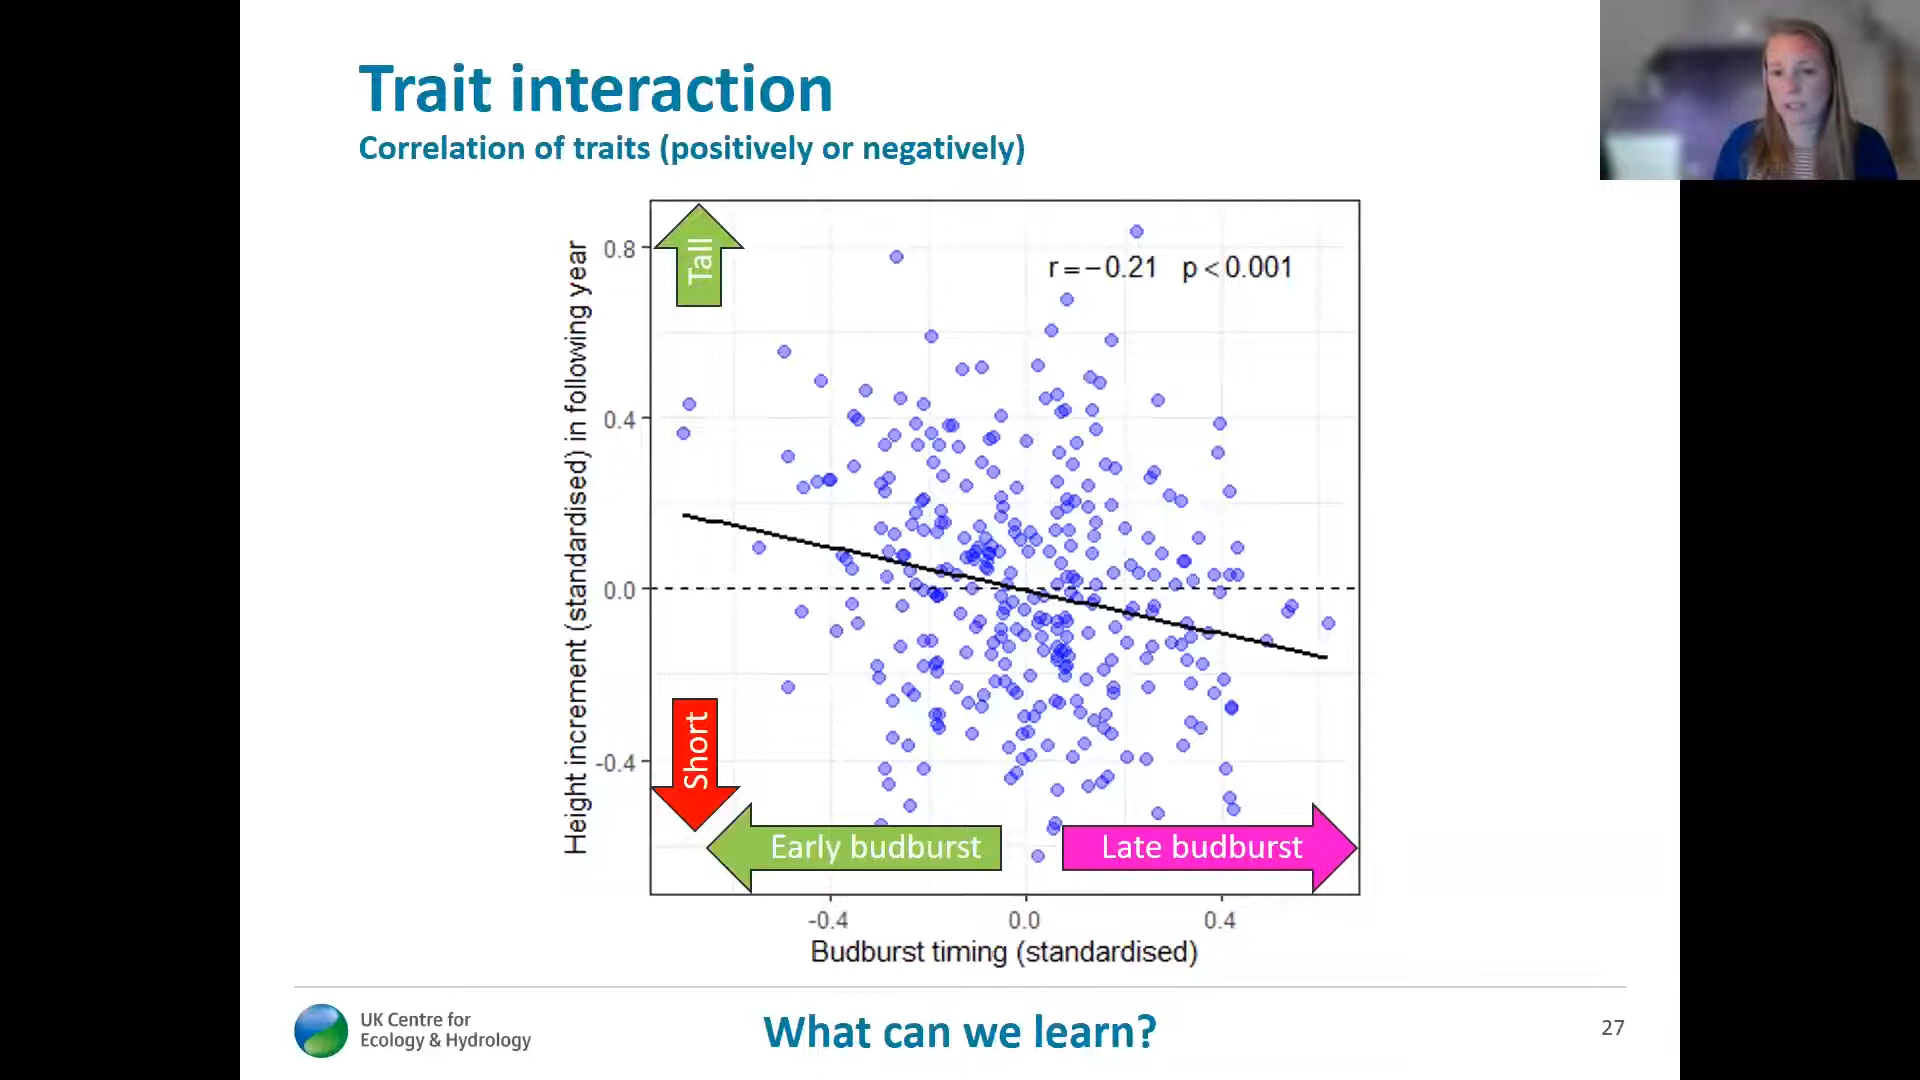 Trait interaction
Correlation of traits (positively or negatively)
Tall
r = −0.21 p < 0.001
Height increment (standardised) in following year
0.8
0.4
0.0
-0.4
Short
Early budburst
Late budburst
-0.4 0.0 0.4
Budburst timing (standardised)
UK Centre for
Ecology & Hydrology
What can we learn?
27